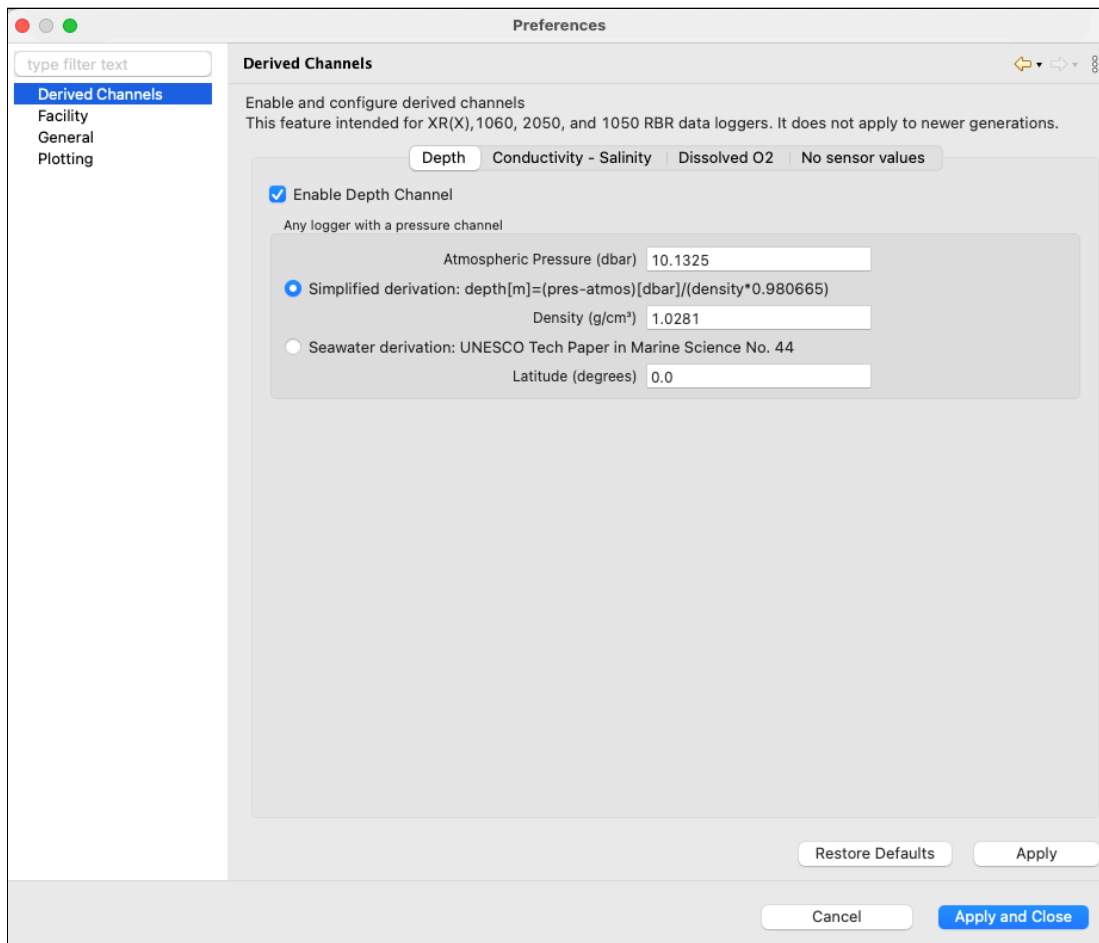 Preferences
type filter text
Derived Channels
Facility
General
Plotting
Derived Channels
Enable and configure derived channels
This feature intended for XR(X),1060, 2050, and 1050 RBR data loggers. It does not apply to newer generations.
Depth
Conductivity - Salinity
Dissolved O2
No sensor values
Enable Depth Channel
Any logger with a pressure channel
Atmospheric Pressure (dbar) 10.1325
Simplified derivation: depth[m]=(pres-atmos)[dbar]/(density*0.980665)
Density (g/cm³) 1.0281
Seawater derivation: UNESCO Tech Paper in Marine Science No. 44
Latitude (degrees) 0.0
Restore Defaults
Apply
Cancel
Apply and Close